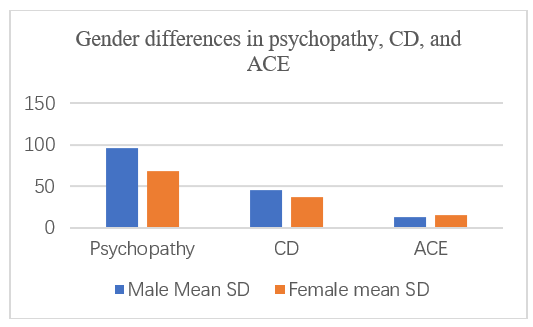 Gender differences in psychopathy, CD, and
ACE
150
100
50
0
Psychopathy CD ACE
Male Mean SD Female mean SD